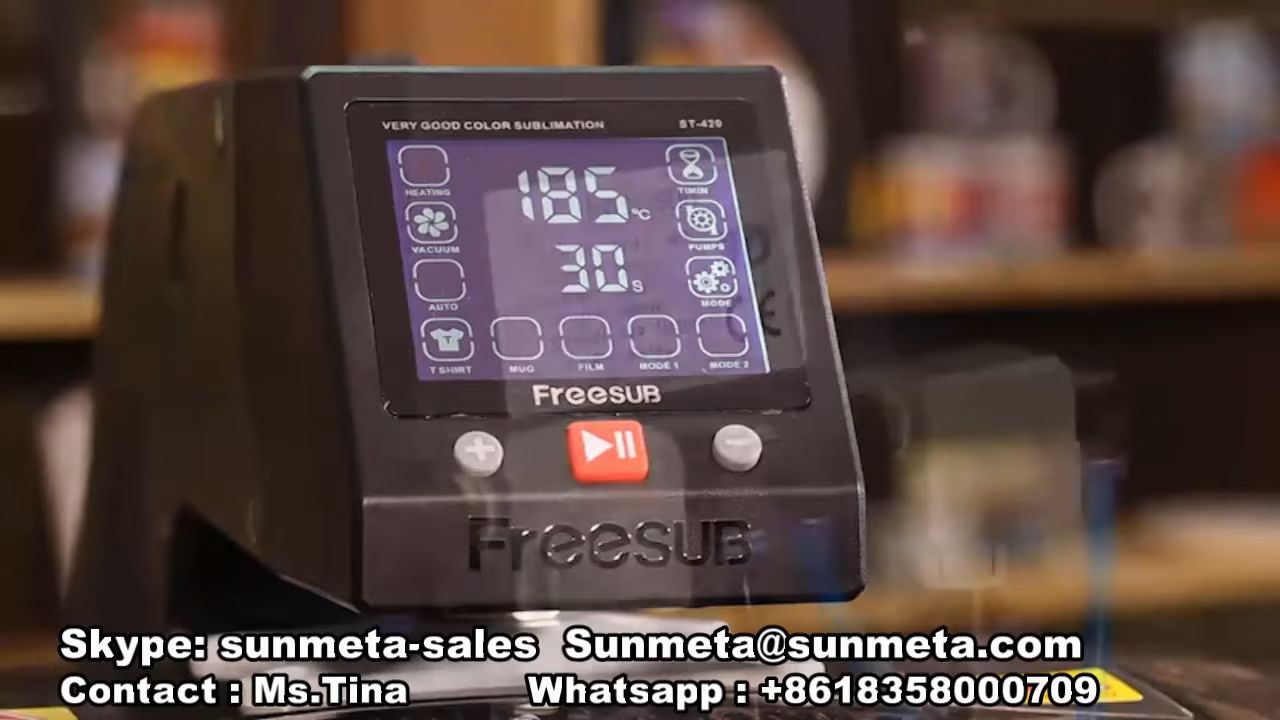 VERY GOOD COLOR SUBLIMATION ST-420
HEATING
185 °C
TIMIN
VACUUM
30 S
PUMPS
AUTO
MODE
T SHIRT MUG FILM MODE 1 MODE 2
FreeSUB
FreeSUB
Skype: sunmeta-sales Sunmeta@sunmeta.com
Contact : Ms.Tina Whatsapp : +8618358000709